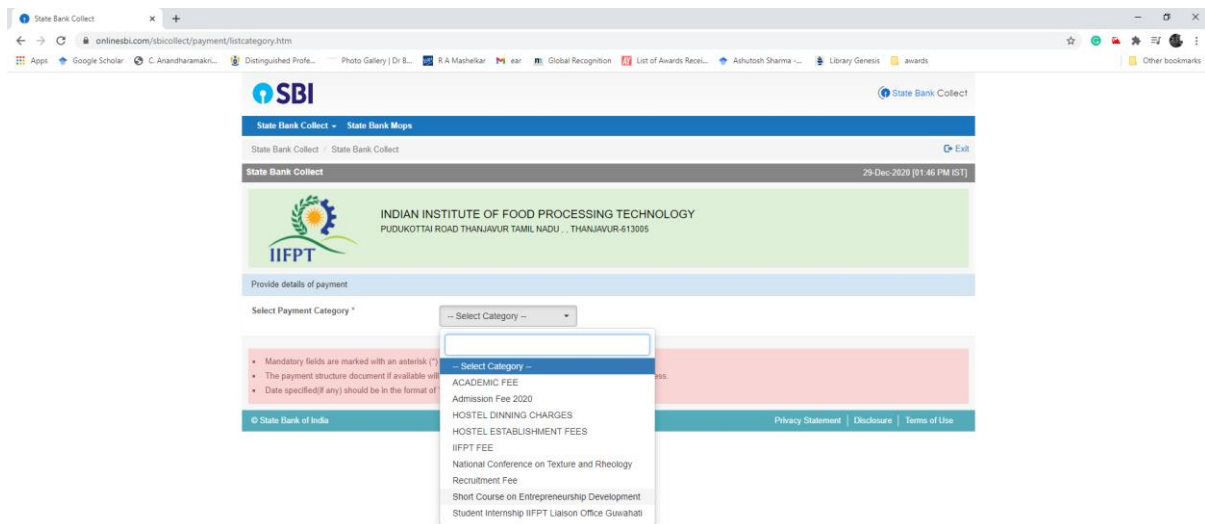 State Bank Collect
onlinesbi.com/sbicollect/payment/listcategory.htm
Apps Google Scholar C. Anandharamakri... Distinguished Profe... Photo Gallery | Dr B... R A Mashelkar ear Global Recognition List of Awards Recei... Ashutosh Sharma -... Library Genesis awards Other bookmarks
SBI State Bank Collect
State Bank Collect State Bank Mops
State Bank Collect / State Bank Collect Exit
State Bank Collect 29-Dec-2020 [01:46 PM IST]
INDIAN INSTITUTE OF FOOD PROCESSING TECHNOLOGY
PUDUKOTTAI ROAD THANJAVUR TAMIL NADU , , THANJAVUR-613005
IIFPT
Provide details of payment
Select Payment Category *
-- Select Category --
Mandatory fields are marked with an asterisk (*)
The payment structure document if available will
Date specified(if any) should be in the format of
-- Select Category --
ACADEMIC FEE
Admission Fee 2020
HOSTEL DINNING CHARGES
HOSTEL ESTABLISHMENT FEES
IIFPT FEE
National Conference on Texture and Rheology
Recruitment Fee
Short Course on Entrepreneurship Development
Student Internship IIFPT Liaison Office Guwahati
© State Bank of India Privacy Statement | Disclosure | Terms of Use